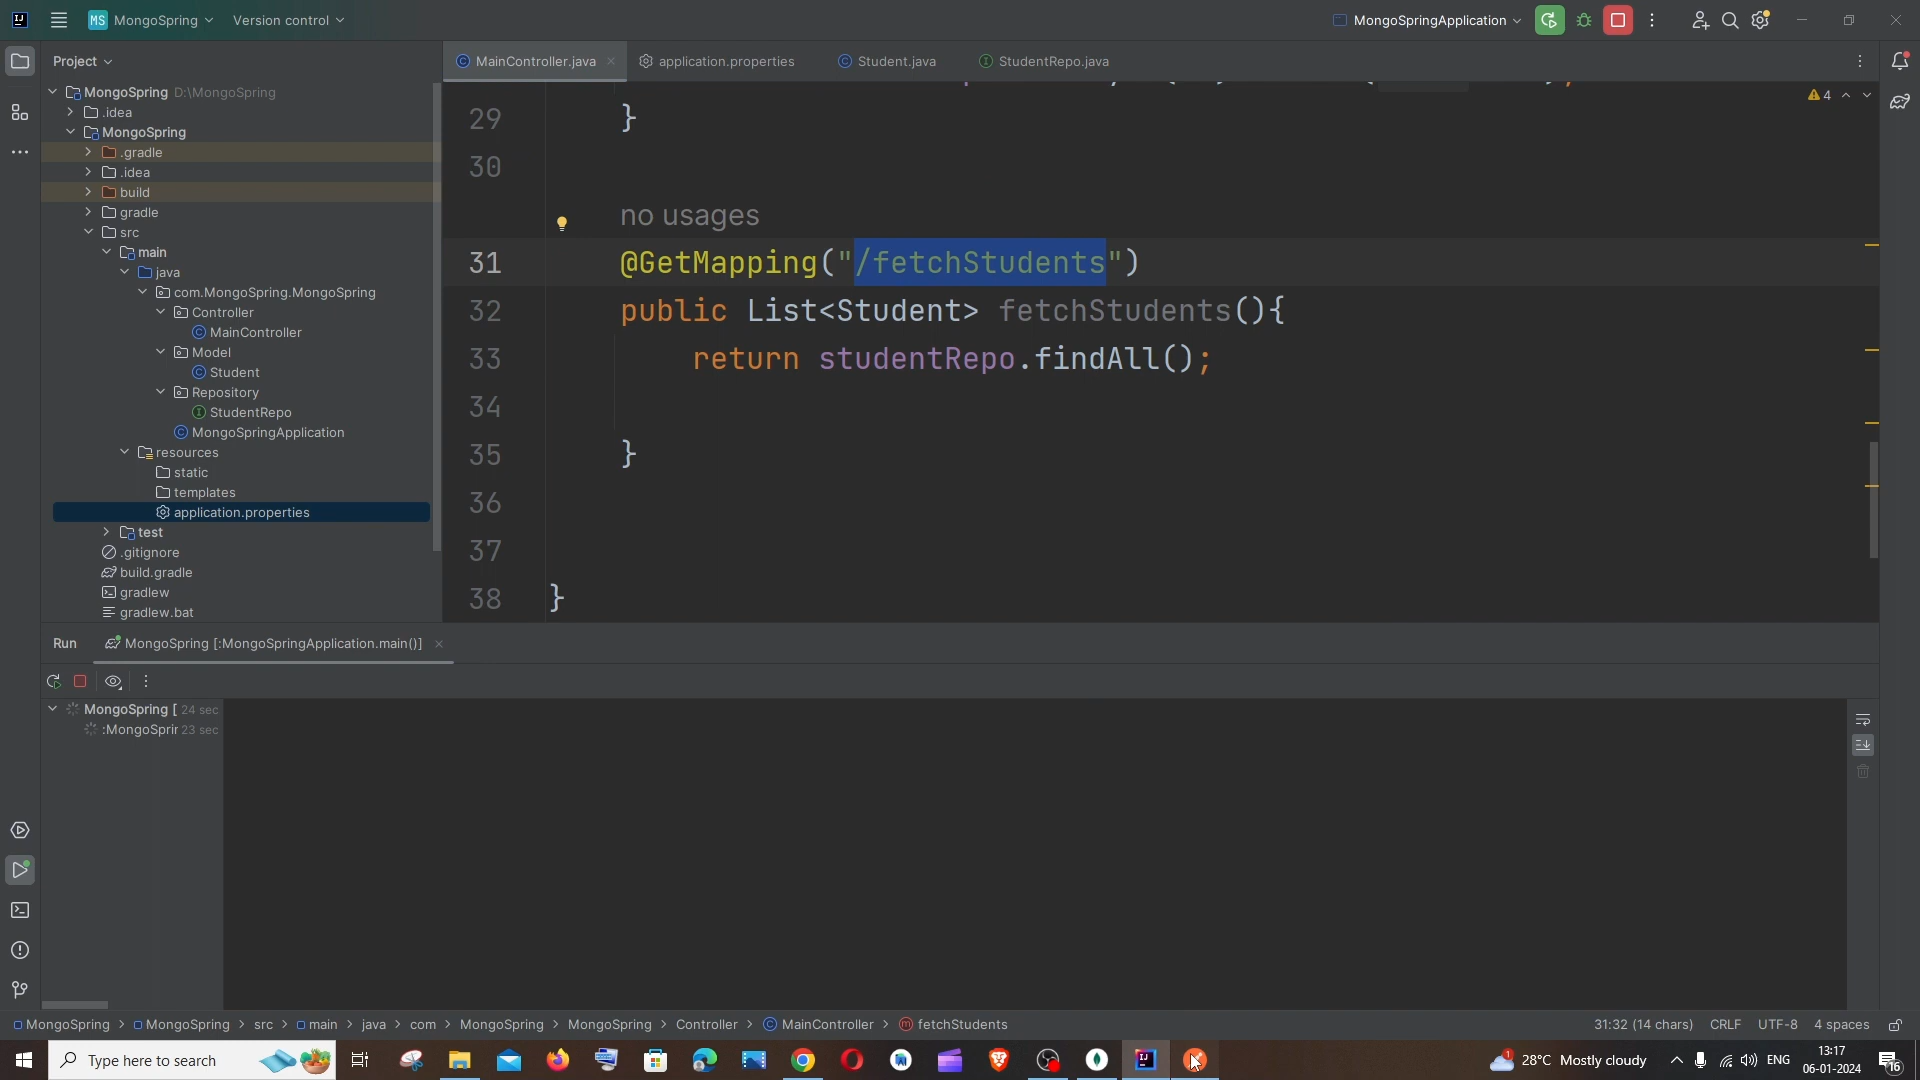 MS MongoSpring
Version control
MongoSpringApplication
Project
MainController.java
application.properties
Student.java
StudentRepo.java
MongoSpring D:\MongoSpring
.idea
MongoSpring
.gradle
.idea
build
gradle
src
main
java
com.MongoSpring.MongoSpring
Controller
MainController
Model
Student
Repository
StudentRepo
MongoSpringApplication
resources
static
templates
application.properties
test
.gitignore
build.gradle
gradlew
gradlew.bat
4
29 }
30
no usages
31 @GetMapping("/fetchStudents")
32 public List<Student> fetchStudents(){
33 return studentRepo.findAll();
34
35 }
36
37
38 }
Run
MongoSpring [:MongoSpringApplication.main()]
MongoSpring [ 24 sec
:MongoSprir 23 sec
MongoSpring > MongoSpring > src > main > java > com > MongoSpring > MongoSpring > Controller > MainController > fetchStudents
31:32 (14 chars) CRLF UTF-8 4 spaces
Type here to search
28°C Mostly cloudy
ENG
13:17
06-01-2024
16